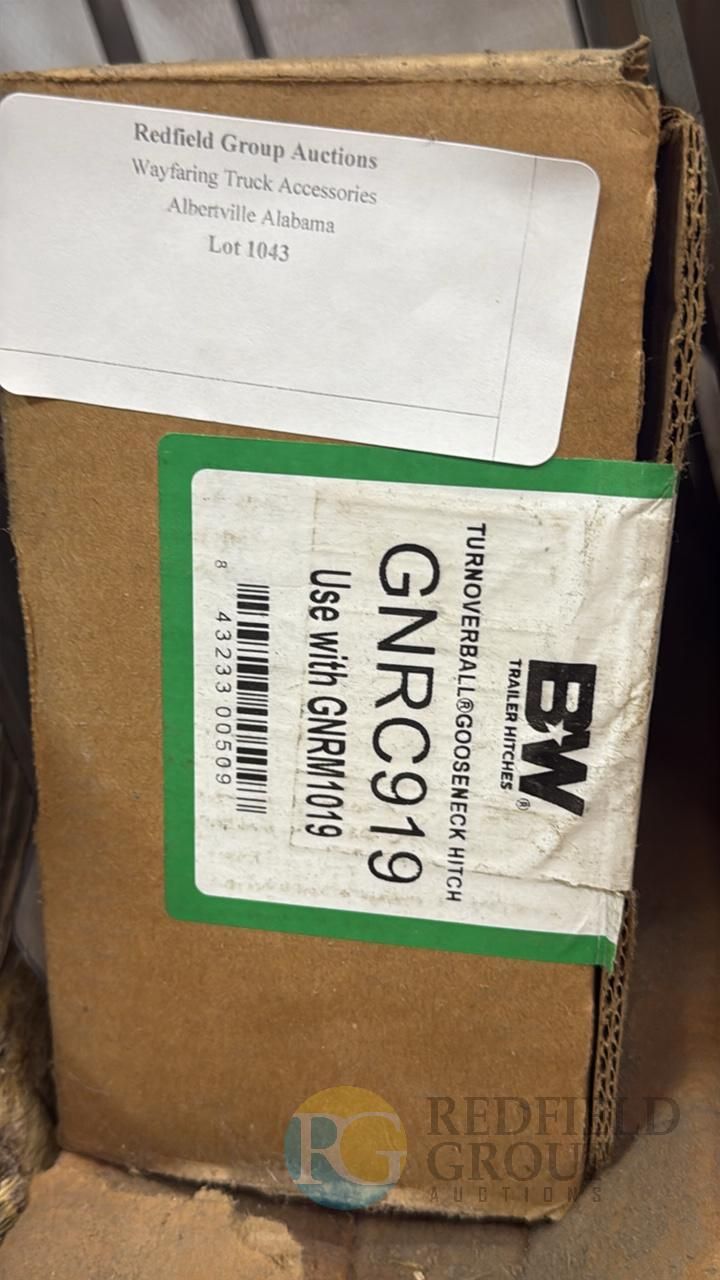 Redfield Group Auctions
Wayfaring Truck Accessories
Albertville Alabama
Lot 1043
B&W®
TRAILER HITCHES
TURNOVERBALL®GOOSENECK HITCH
GNRC919
Use with GNRM1019
8 43233 00509
RG
REDFIELD
GROUP
AUCTIONS